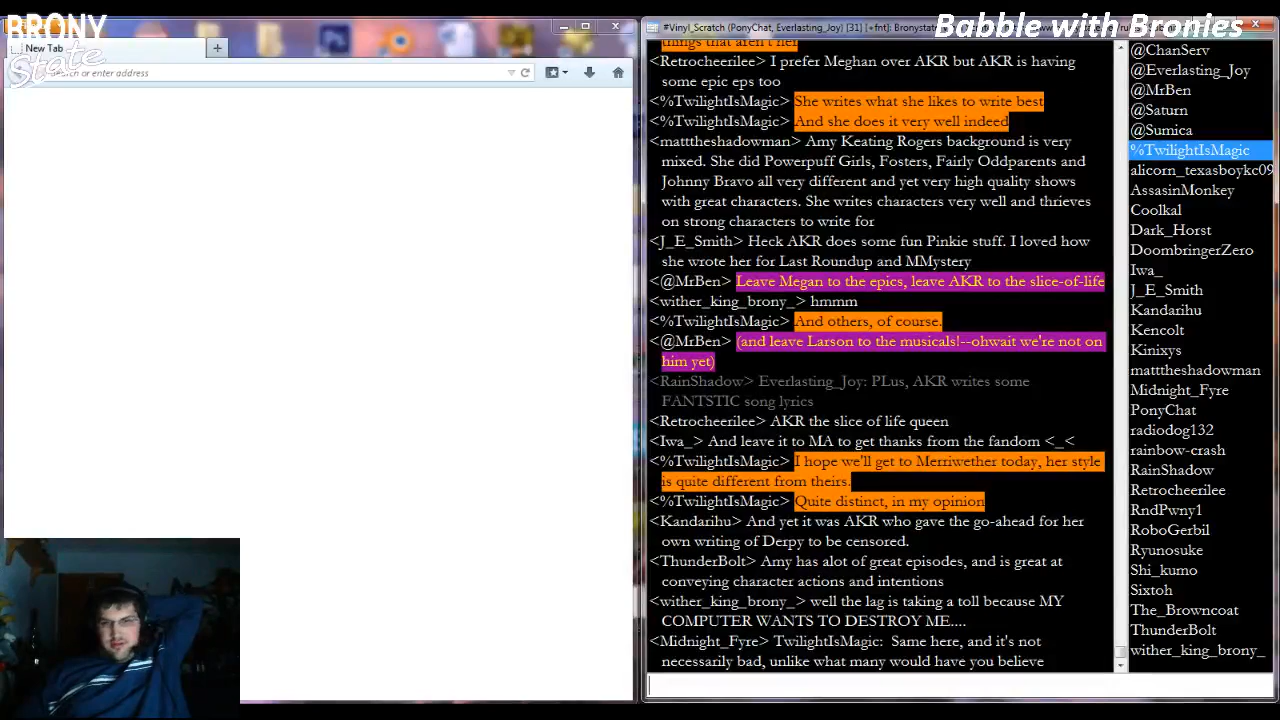 BRONY
State
New Tab
Search or enter address
#Vinyl_Scratch (PonyChat, Everlasting_Joy) [31] [+fnt] Bronystate
Babble with Bronies
things that aren't her
<Retrocheerilee> I prefer Meghan over AKR but AKR is having
some epic eps too
<%TwilightIsMagic> She writes what she likes to write best
<%TwilightIsMagic> And she does it very well indeed
<matttheshadowman> Amy Keating Rogers background is very
mixed. She did Powerpuff Girls, Fosters, Fairly Oddparents and
Johnny Bravo all very different and yet very high quality shows
with great characters. She writes characters very well and thrieves
on strong characters to write for
<J_E_Smith> Heck AKR does some fun Pinkie stuff. I loved how
she wrote her for Last Roundup and MMystery
<@MrBen> Leave Megan to the epics, leave AKR to the slice-of-life
<wither_king_brony_> hmmm
<%TwilightIsMagic> And others, of course.
<@MrBen> (and leave Larson to the musicals!--ohwait we're not on
him yet)
<RainShadow> Everlasting_Joy: PLus, AKR writes some
FANTSTIC song lyrics
<Retrocheerilee> AKR the slice of life queen
<Iwa_> And leave it to MA to get thanks from the fandom <_<
<%TwilightIsMagic> I hope we'll get to Merriwether today, her style
is quite different from theirs.
<%TwilightIsMagic> Quite distinct, in my opinion
<Kandarihu> And yet it was AKR who gave the go-ahead for her
own writing of Derpy to be censored.
<ThunderBolt> Amy has alot of great episodes, and is great at
conveying character actions and intentions
<wither_king_brony_> well the lag is taking a toll because MY
COMPUTER WANTS TO DESTROY ME....
<Midnight_Fyre> TwilightIsMagic: Same here, and it's not
necessarily bad, unlike what many would have you believe
@ChanServ
@Everlasting_Joy
@MrBen
@Saturn
@Sumica
%TwilightIsMagic
alicorn_texasboykc09
AssasinMonkey
Coolkal
Dark_Horst
DoombringerZero
Iwa_
J_E_Smith
Kandarihu
Kencolt
Kinixys
matttheshadowman
Midnight_Fyre
PonyChat
radiodog132
rainbow-crash
RainShadow
Retrocheerilee
RndPwny1
RoboGerbil
Ryunosuke
Shi_kumo
Sixtoh
The_Browncoat
ThunderBolt
wither_king_brony_